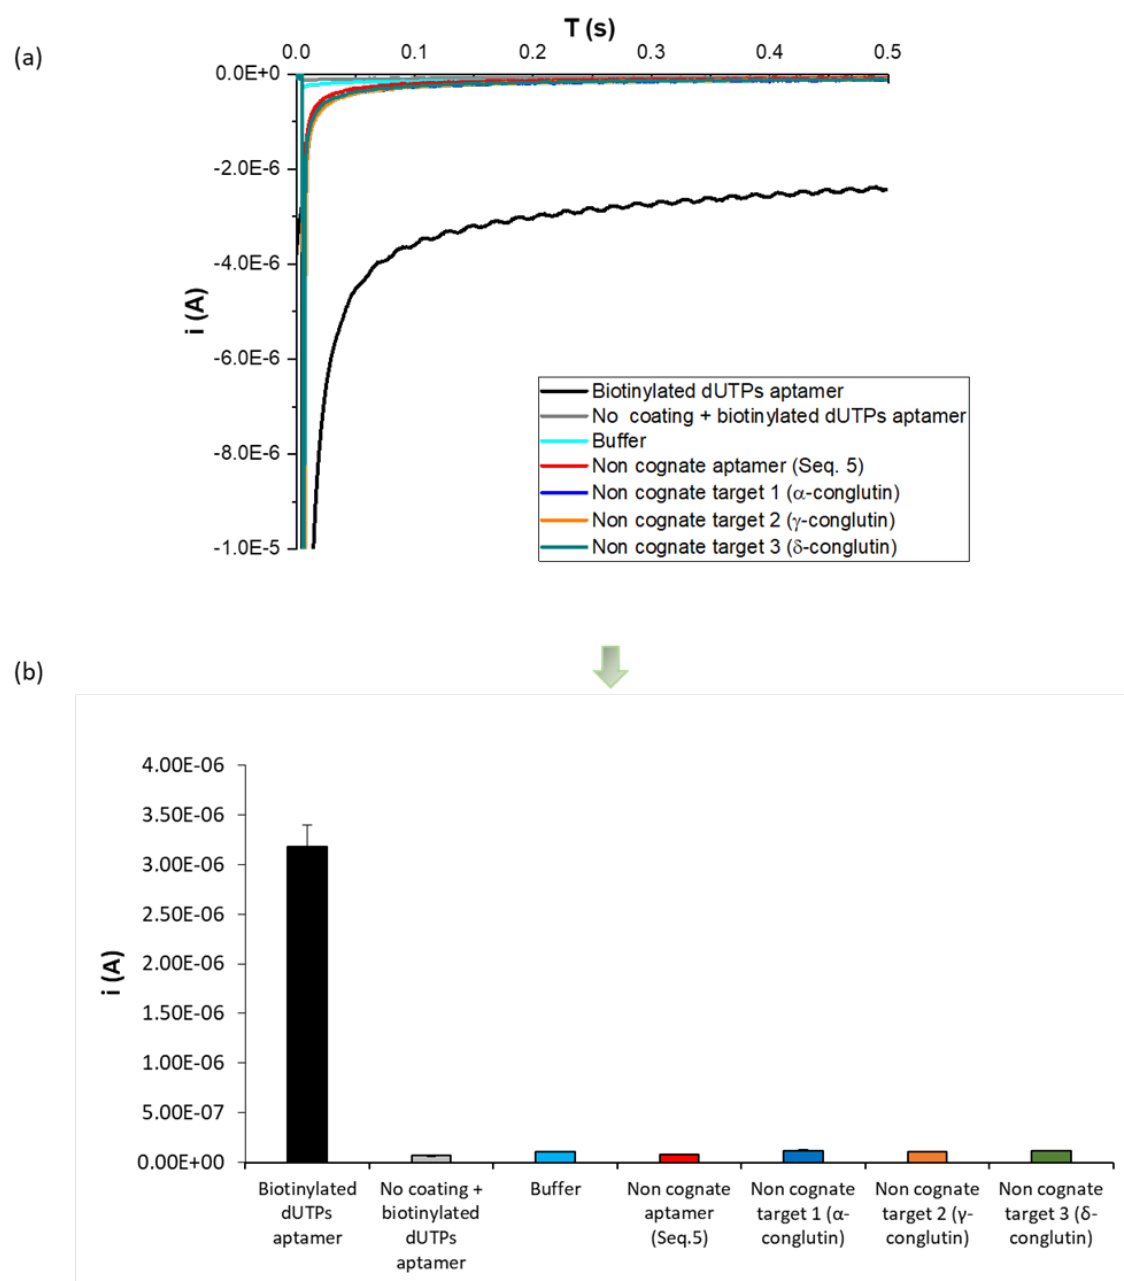 (a)
T (s)
0.0 0.1 0.2 0.3 0.4 0.5
0.0E+0
-2.0E-6
-4.0E-6
-6.0E-6
-8.0E-6
-1.0E-5
i (A)
Biotinylated dUTPs aptamer
No coating + biotinylated dUTPs aptamer
Buffer
Non cognate aptamer (Seq. 5)
Non cognate target 1 (α-conglutin)
Non cognate target 2 (γ-conglutin)
Non cognate target 3 (δ-conglutin)
(b)
4.00E-06
3.50E-06
3.00E-06
2.50E-06
2.00E-06
1.50E-06
1.00E-06
5.00E-07
0.00E+00
i (A)
Biotinylated
dUTPs
aptamer
No coating +
biotinylated
dUTPs
aptamer
Buffer
Non cognate
aptamer
(Seq.5)
Non cognate
target 1 (α-
conglutin)
Non cognate
target 2 (γ-
conglutin)
Non cognate
target 3 (δ-
conglutin)